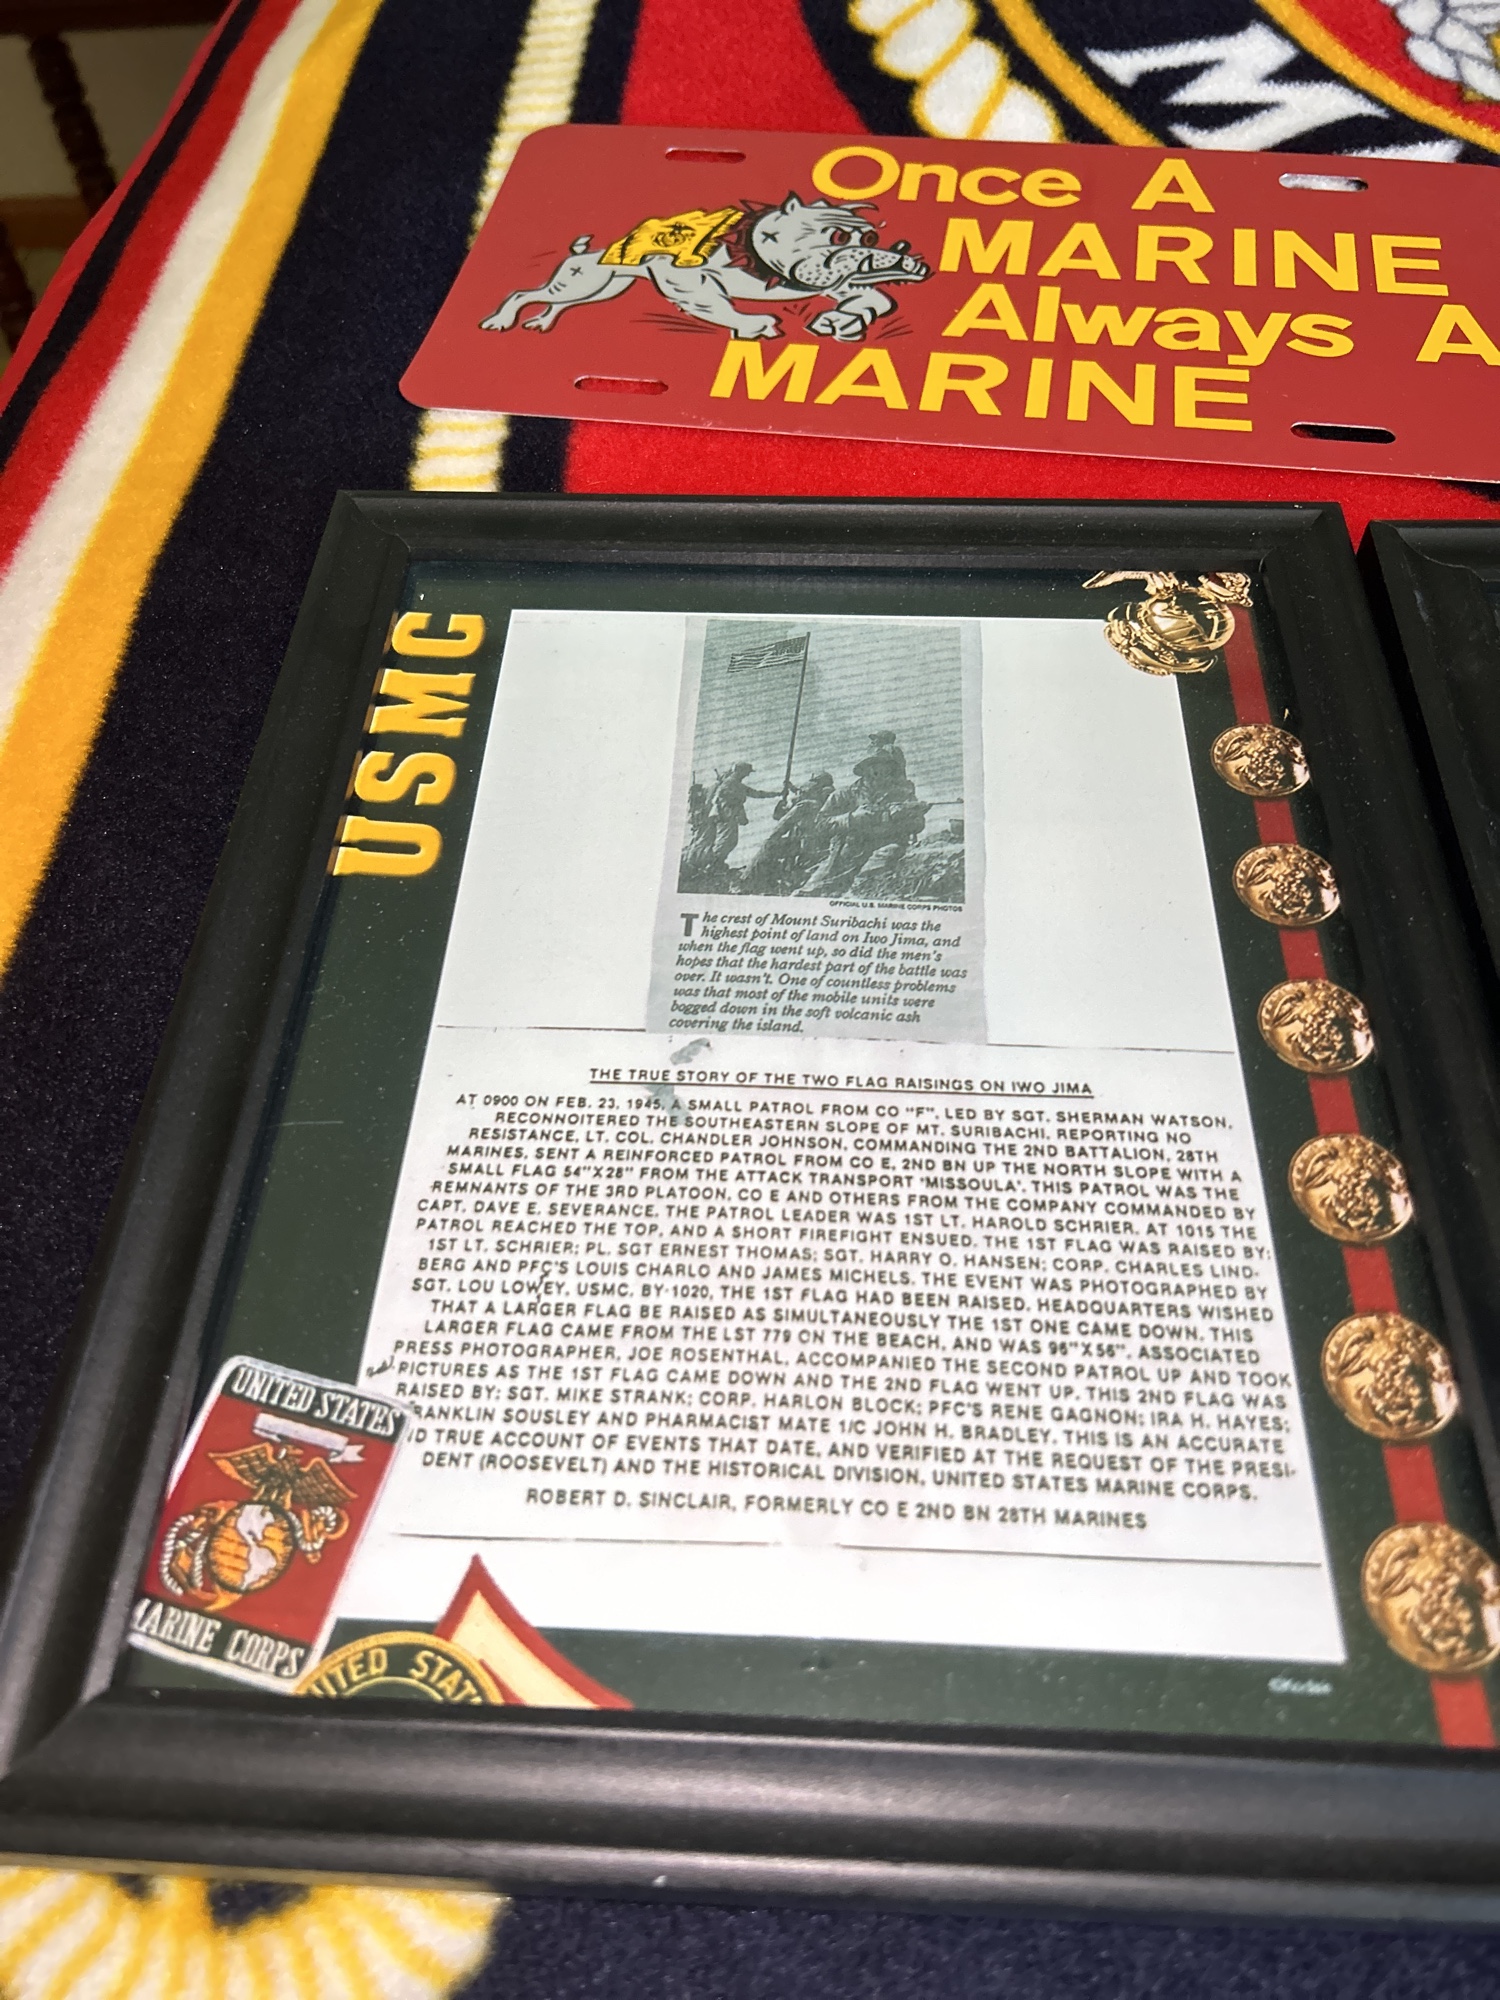 Once A
MARINE
Always A
MARINE
USMC
OFFICIAL U.S. MARINE CORPS PHOTOS
The crest of Mount Suribachi was the
highest point of land on Iwo Jima, and
when the flag went up, so did the men's
hopes that the hardest part of the battle was
over. It wasn't. One of countless problems
was that most of the mobile units were
bogged down in the soft volcanic ash
covering the island.
THE TRUE STORY OF THE TWO FLAG RAISINGS ON IWO JIMA
AT 0900 ON FEB. 23, 1945, A SMALL PATROL FROM CO "F", LED BY SGT. SHERMAN WATSON,
RECONNOITERED THE SOUTHEASTERN SLOPE OF MT. SURIBACHI. REPORTING NO
RESISTANCE, LT. COL. CHANDLER JOHNSON, COMMANDING THE 2ND BATTALION, 28TH
MARINES, SENT A REINFORCED PATROL FROM CO E, 2ND BN UP THE NORTH SLOPE WITH A
SMALL FLAG 54"X28" FROM THE ATTACK TRANSPORT 'MISSOULA'. THIS PATROL WAS THE
REMNANTS OF THE 3RD PLATOON, CO E AND OTHERS FROM THE COMPANY COMMANDED BY
CAPT. DAVE E. SEVERANCE. THE PATROL LEADER WAS 1ST LT. HAROLD SCHRIER. AT 1015 THE
PATROL REACHED THE TOP, AND A SHORT FIREFIGHT ENSUED. THE 1ST FLAG WAS RAISED BY:
1ST LT. SCHRIER; PL. SGT ERNEST THOMAS; SGT. HARRY O. HANSEN; CORP. CHARLES LIND-
BERG AND PFC'S LOUIS CHARLO AND JAMES MICHELS. THE EVENT WAS PHOTOGRAPHED BY
SGT. LOU LOWEY, USMC. BY-1020, THE 1ST FLAG HAD BEEN RAISED. HEADQUARTERS WISHED
THAT A LARGER FLAG BE RAISED AS SIMULTANEOUSLY THE 1ST ONE CAME DOWN. THIS
LARGER FLAG CAME FROM THE LST 779 ON THE BEACH, AND WAS 96"X56". ASSOCIATED
PRESS PHOTOGRAPHER, JOE ROSENTHAL, ACCOMPANIED THE SECOND PATROL UP AND TOOK
PICTURES AS THE 1ST FLAG CAME DOWN AND THE 2ND FLAG WENT UP. THIS 2ND FLAG WAS
RAISED BY: SGT. MIKE STRANK; CORP. HARLON BLOCK; PFC'S RENE GAGNON; IRA H. HAYES;
RANKLIN SOUSLEY AND PHARMACIST MATE 1/C JOHN H. BRADLEY. THIS IS AN ACCURATE
D TRUE ACCOUNT OF EVENTS THAT DATE, AND VERIFIED AT THE REQUEST OF THE PRESI-
DENT (ROOSEVELT) AND THE HISTORICAL DIVISION, UNITED STATES MARINE CORPS.
ROBERT D. SINCLAIR, FORMERLY CO E 2ND BN 28TH MARINES
UNITED STATES
MARINE CORPS
ITED STAT